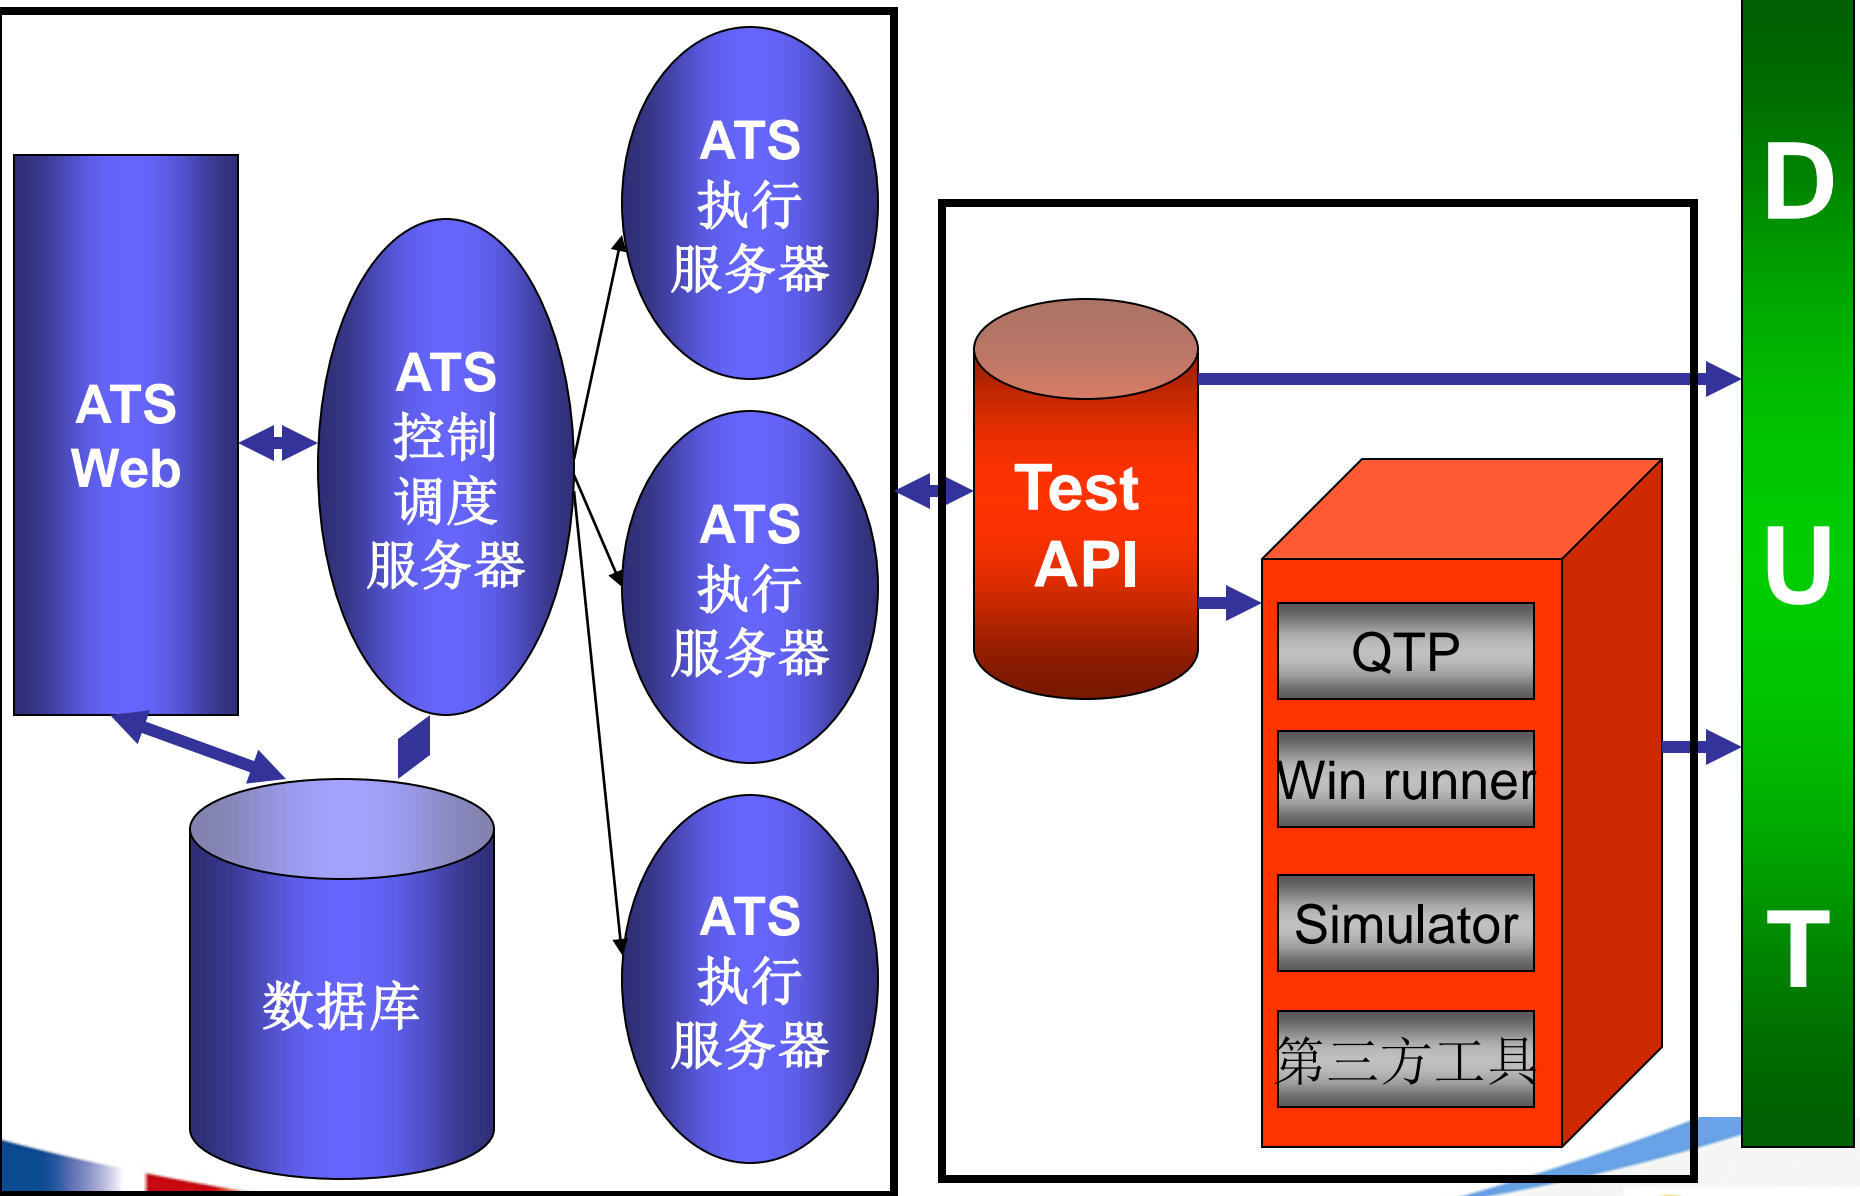 ATS
Web
ATS
控制
调度
服务器
数据库
ATS
执行
服务器
ATS
执行
服务器
ATS
执行
服务器
Test
API
QTP
Win runner
Simulator
第三方工具
D
U
T